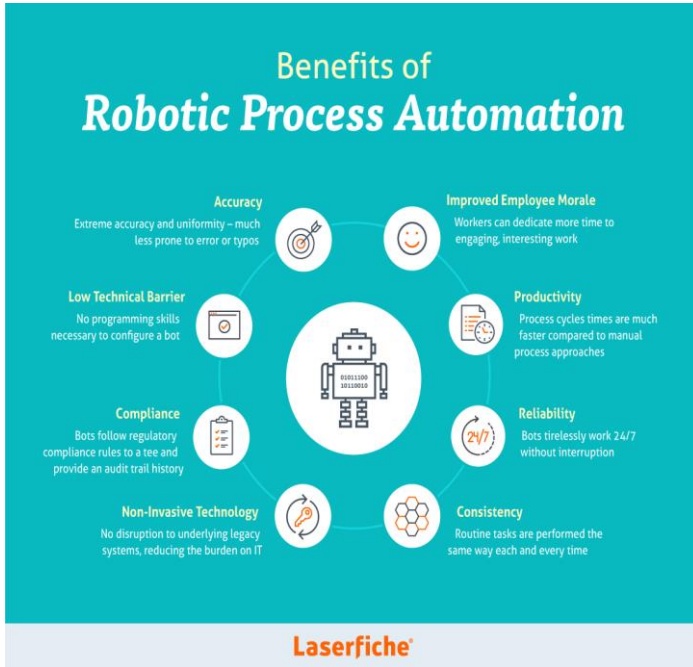 Benefits of
Robotic Process Automation
Accuracy
Extreme accuracy and uniformity – much
less prone to error or typos
Improved Employee Morale
Workers can dedicate more time to
engaging, interesting work
Low Technical Barrier
No programming skills
necessary to configure a bot
Productivity
Process cycles times are much
faster compared to manual
process approaches
01011100
10110010
Compliance
Bots follow regulatory
compliance rules to a tee and
provide an audit trail history
Reliability
Bots tirelessly work 24/7
without interruption
24/7
Non-Invasive Technology
No disruption to underlying legacy
systems, reducing the burden on IT
Consistency
Routine tasks are performed the
same way each and every time
Laserfiche®